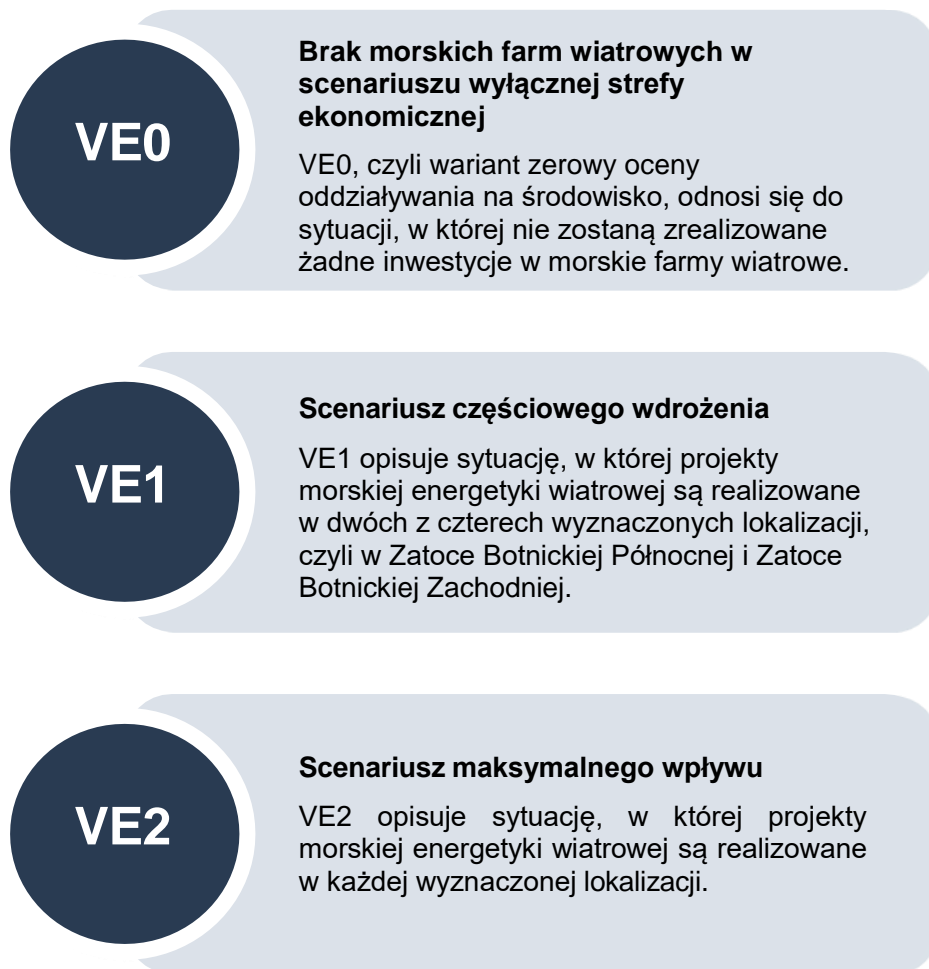 VE0
Brak morskich farm wiatrowych w
scenariuszu wyłącznej strefy
ekonomicznej
VE0, czyli wariant zerowy oceny
oddziaływania na środowisko, odnosi się do
sytuacji, w której nie zostaną zrealizowane
żadne inwestycje w morskie farmy wiatrowe.
VE1
Scenariusz częściowego wdrożenia
VE1 opisuje sytuację, w której projekty
morskiej energetyki wiatrowej są realizowane
w dwóch z czterech wyznaczonych lokalizacji,
czyli w Zatoce Botnickiej Północnej i Zatoce
Botnickiej Zachodniej.
VE2
Scenariusz maksymalnego wpływu
VE2 opisuje sytuację, w której projekty
morskiej energetyki wiatrowej są realizowane
w każdej wyznaczonej lokalizacji.